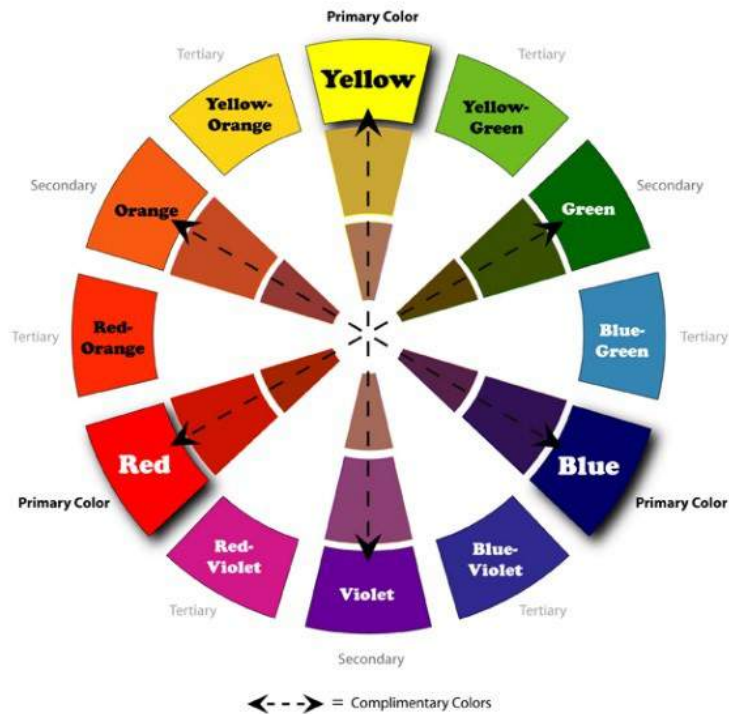 Primary Color
Yellow
Tertiary
Yellow-
Orange
Tertiary
Yellow-
Green
Secondary
Orange
Secondary
Green
Tertiary
Red-
Orange
Blue-
Green
Tertiary
Red
Primary Color
Blue
Primary Color
Red-
Violet
Tertiary
Blue-
Violet
Tertiary
Violet
Secondary
= Complimentary Colors